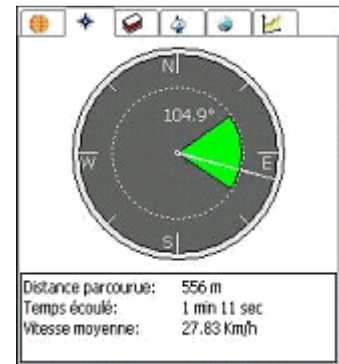 N
104.9°
W
E
S
Distance parcourue: 556 m
Temps écoulé: 1 min 11 sec
Vitesse moyenne: 27.83 Km/h